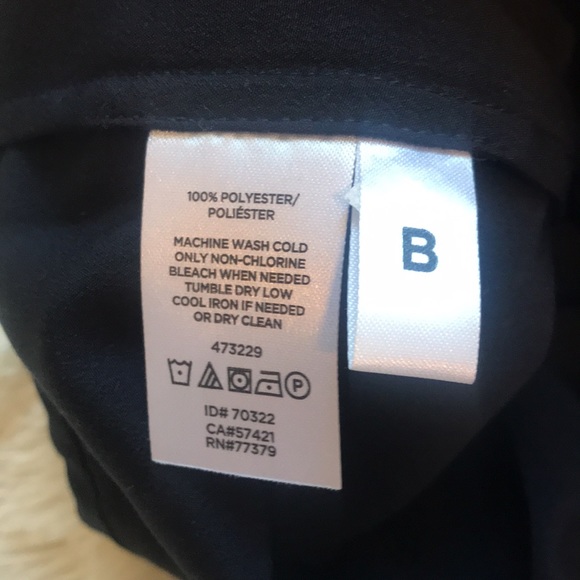 100% POLYESTER/
POLIÉSTER
MACHINE WASH COLD
ONLY NON-CHLORINE
BLEACH WHEN NEEDED
TUMBLE DRY LOW
COOL IRON IF NEEDED
OR DRY CLEAN
473229
P
ID# 70322
CA#57421
RN#77379
B